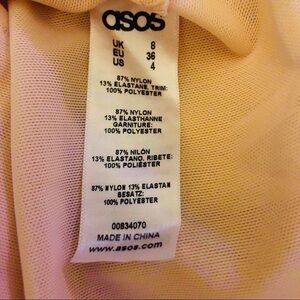 asos
UK 8
EU 36
US 4
87% NYLON
13% ELASTANE. TRIM:
100% POLYESTER
87% NYLON
13% ELASTHANNE
GARNITURE:
100% POLYESTER
87% NILÓN
13% ELASTANO. RIBETE:
100% POLIÉSTER
87% NYLON 13% ELASTAN
BESATZ:
100% POLYESTER
00834070
MADE IN CHINA
www.asos.com